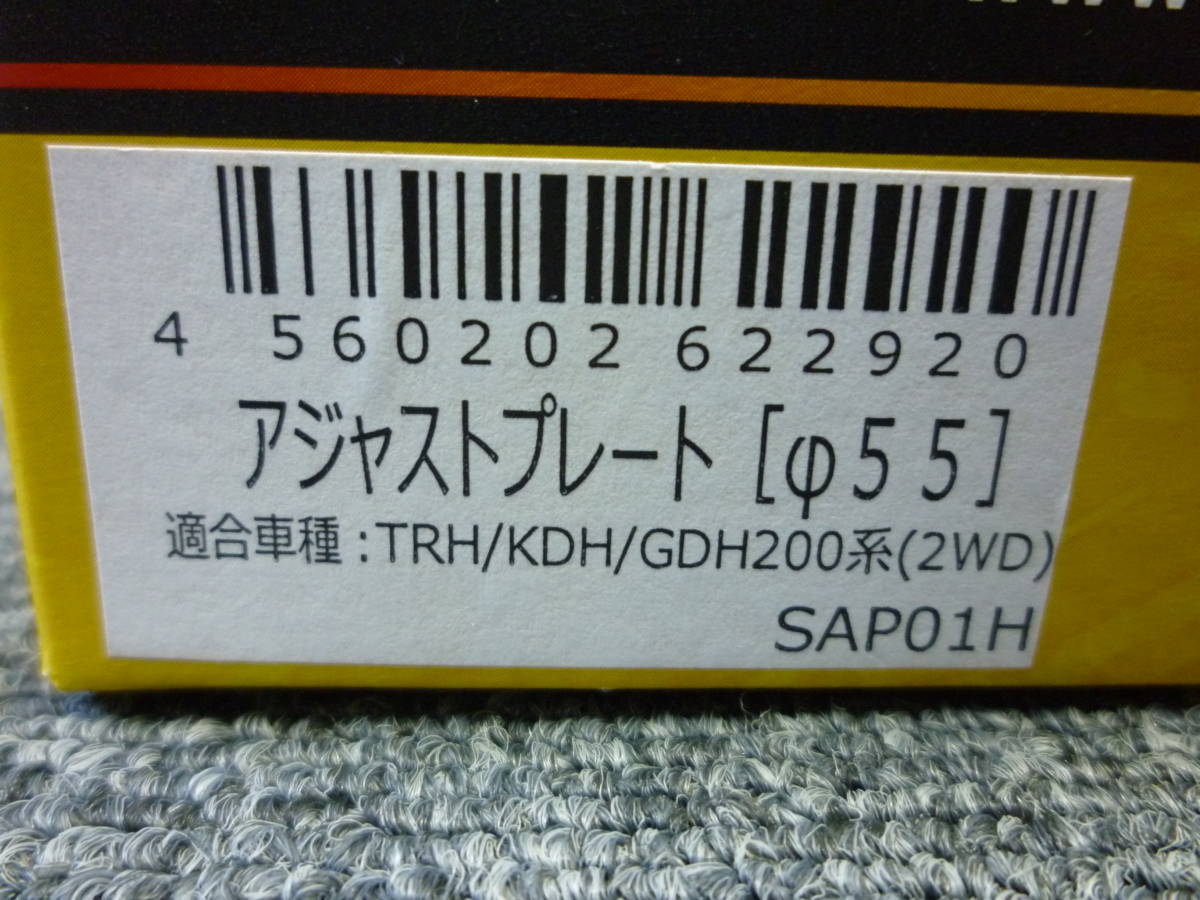 4 560202 622920
アジャストプレート [φ55]
適合車種：TRH/KDH/GDH200系(2WD)
SAP01H